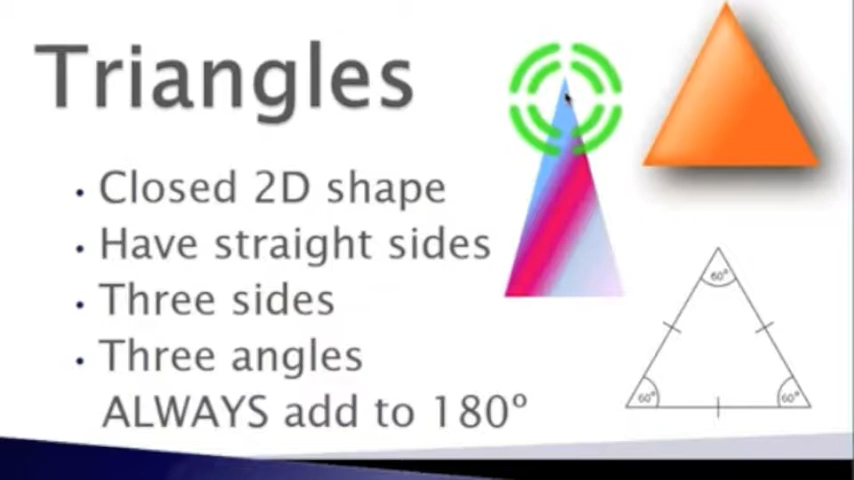 Triangles
• Closed 2D shape
• Have straight sides
• Three sides
• Three angles
ALWAYS add to 180º
60°
60°
60°